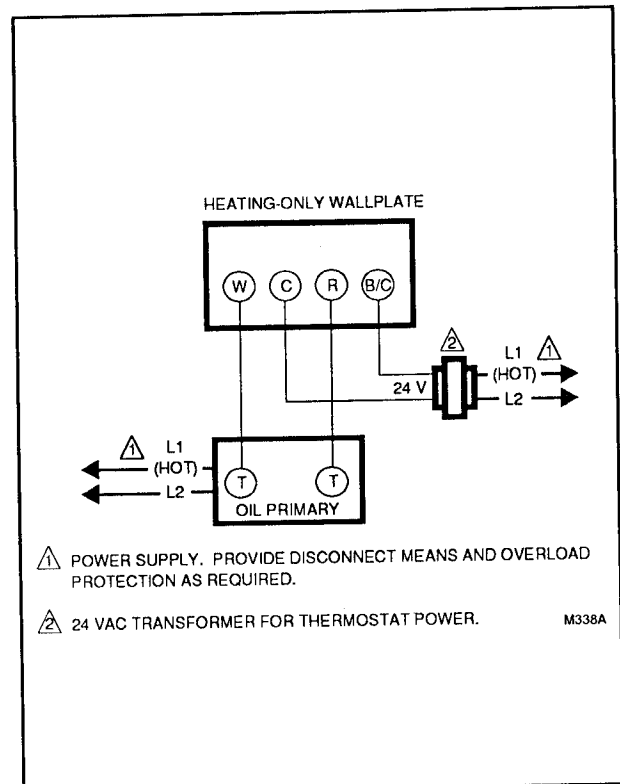 HEATING-ONLY WALLPLATE
W C R B/C
2
L1 1
(HOT)
24 V
L2
1 L1
(HOT)
L2
T T
OIL PRIMARY
1 POWER SUPPLY. PROVIDE DISCONNECT MEANS AND OVERLOAD
PROTECTION AS REQUIRED.
2 24 VAC TRANSFORMER FOR THERMOSTAT POWER. M338A